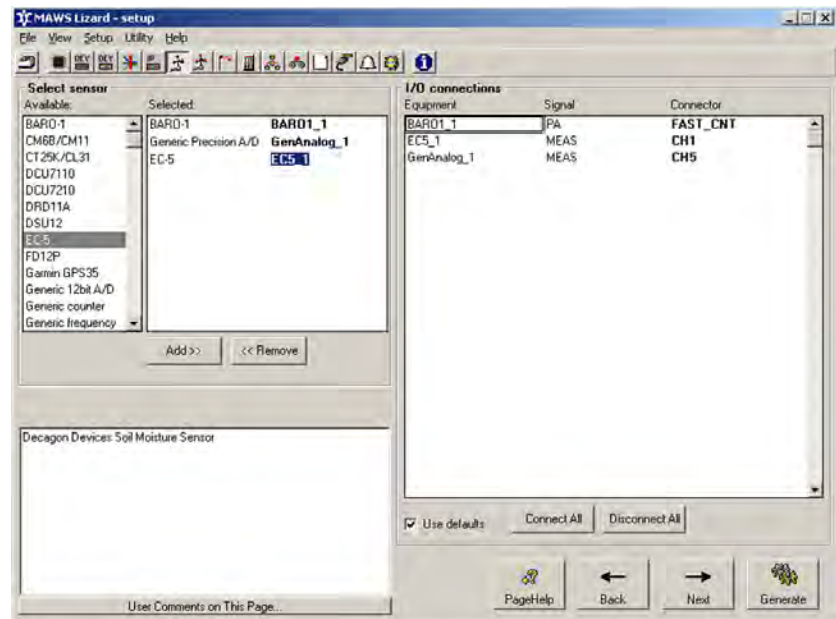 MAWS Lizard - setup
File View Setup Utility Help
DEV DEV
Select sensor
Available: Selected:
BARO-1
CM6B/CM11
CT25K/CL31
DCU7110
DCU7210
DRD11A
DSU12
EC-5
FD12P
Garmin GPS35
Generic 12bit A/D
Generic counter
Generic frequency
BARO-1 BARO1_1
Generic Precision A/D GenAnalog_1
EC-5 EC5_1
Add >> << Remove
I/O connections
Equipment Signal Connector
BARO1_1 PA FAST_CNT
EC5_1 MEAS CH1
GenAnalog_1 MEAS CH5
Use defaults Connect All Disconnect All
Decagon Devices Soil Moisture Sensor
User Comments on This Page...
PageHelp Back Next Generate